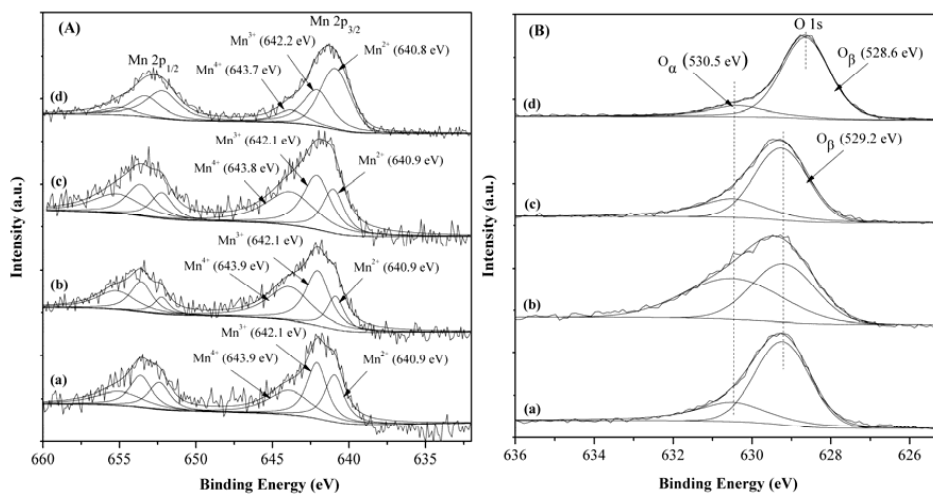 (A)
Mn 2p3/2
Mn³⁺ (642.2 eV)
Mn²⁺ (640.8 eV)
Mn 2p1/2
Mn⁴⁺ (643.7 eV)
(d)
Mn³⁺
(642.1 eV)
Mn⁴⁺
(643.8 eV)
Mn²⁺
(640.9 eV)
(c)
Mn³⁺
(642.1 eV)
Mn⁴⁺ (643.9 eV)
Mn²⁺
(640.9 eV)
(b)
Mn³⁺
(642.1 eV)
Mn⁴⁺
(643.9 eV)
Mn²⁺
(640.9 eV)
(a)
Intensity (a.u.)
660 655 650 645 640 635
Binding Energy (eV)
(B)
O 1s
Oα (530.5 eV)
Oβ (528.6 eV)
(d)
Oβ (529.2 eV)
(c)
(b)
(a)
Intensity (a.u.)
636 634 632 630 628 626
Binding Energy (eV)